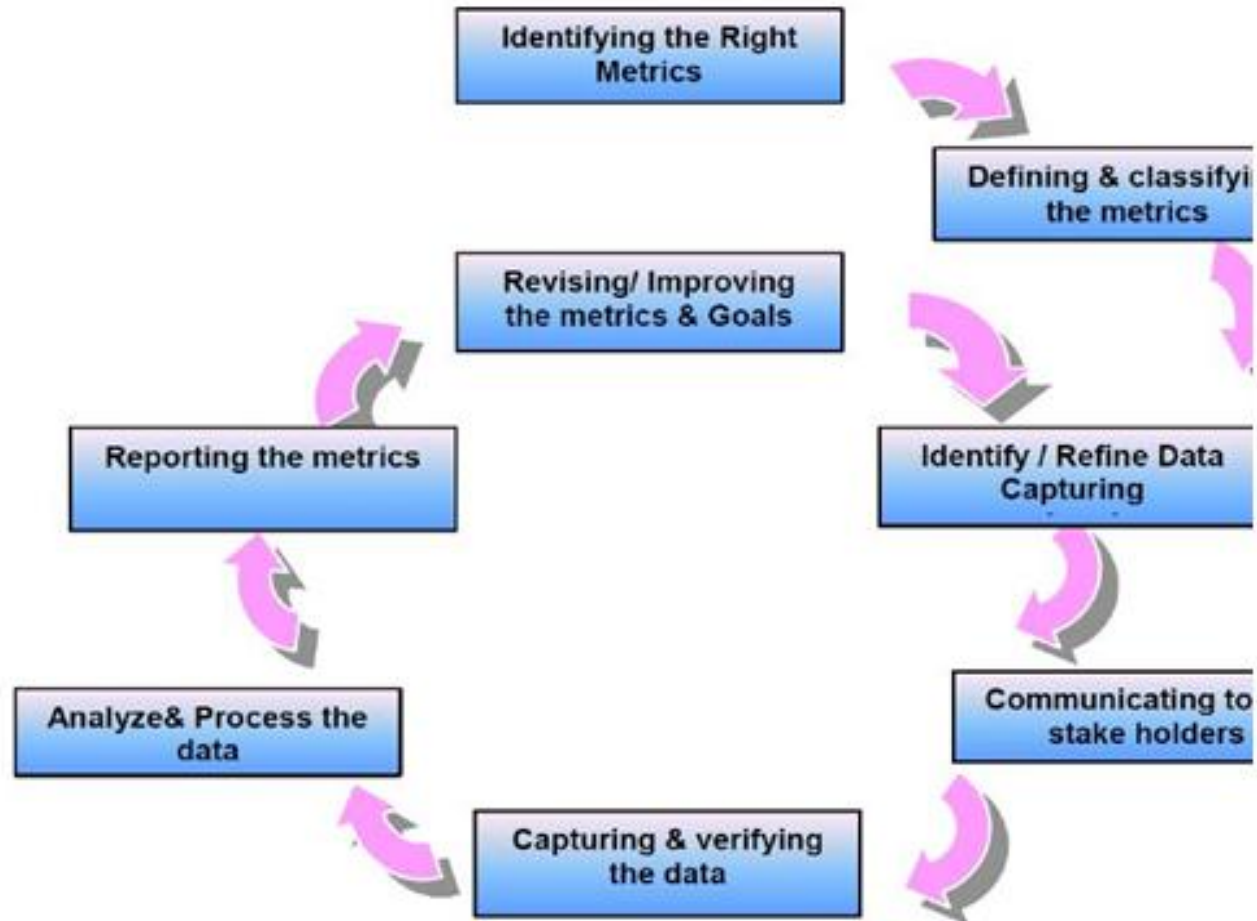 Identifying the Right
Metrics
Defining & classifyi
the metrics
Revising/ Improving
the metrics & Goals
Reporting the metrics
Identify / Refine Data
Capturing
Analyze& Process the
data
Communicating to
stake holders
Capturing & verifying
the data